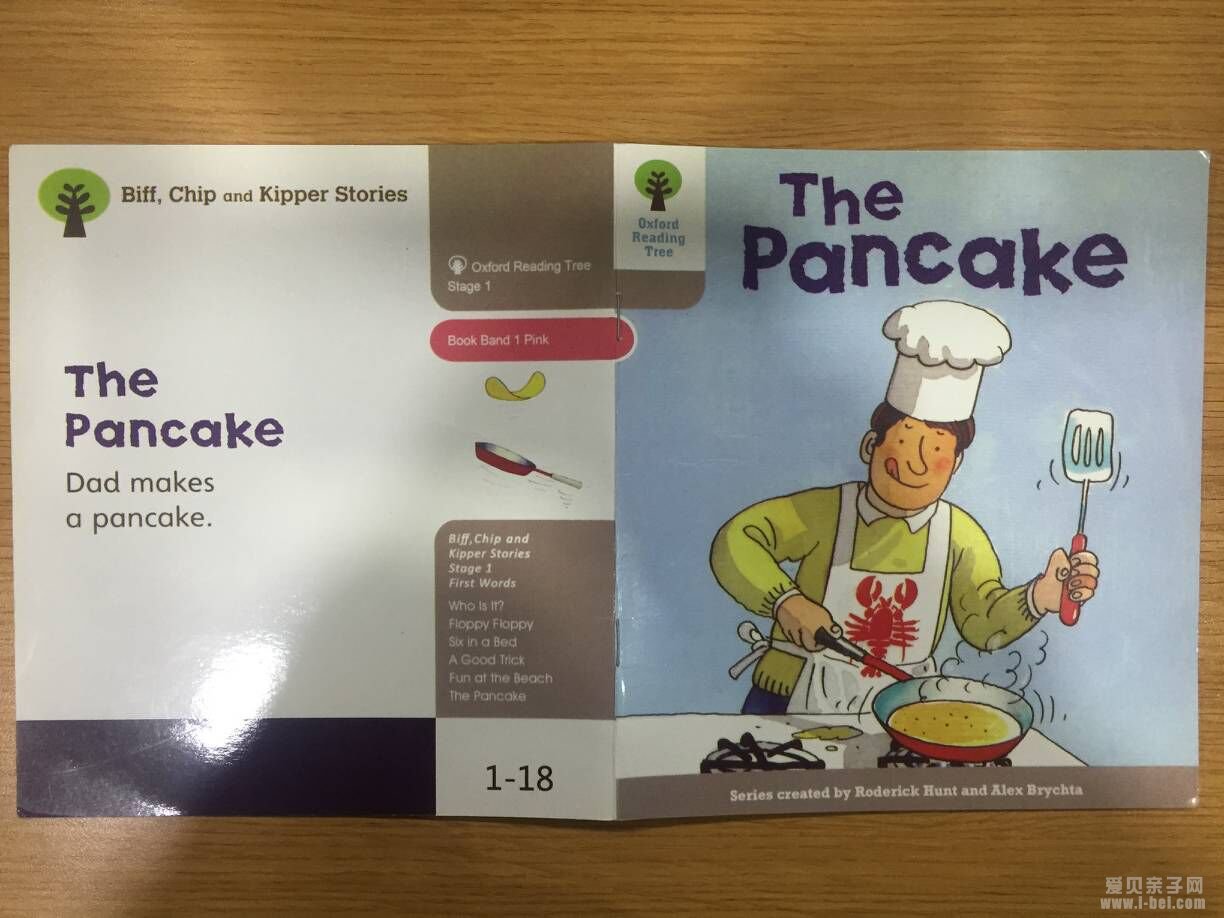 Biff, Chip and Kipper Stories
Oxford Reading Tree
Stage 1
Book Band 1 Pink
The
Pancake
Dad makes
a pancake.
Biff,Chip and
Kipper Stories
Stage 1
First Words
Who Is It?
Floppy Floppy
Six in a Bed
A Good Trick
Fun at the Beach
The Pancake
1-18
Oxford
Reading
Tree
The
Pancake
Series created by Roderick Hunt and Alex Brychta
爱贝亲子网
www.i-bei.com